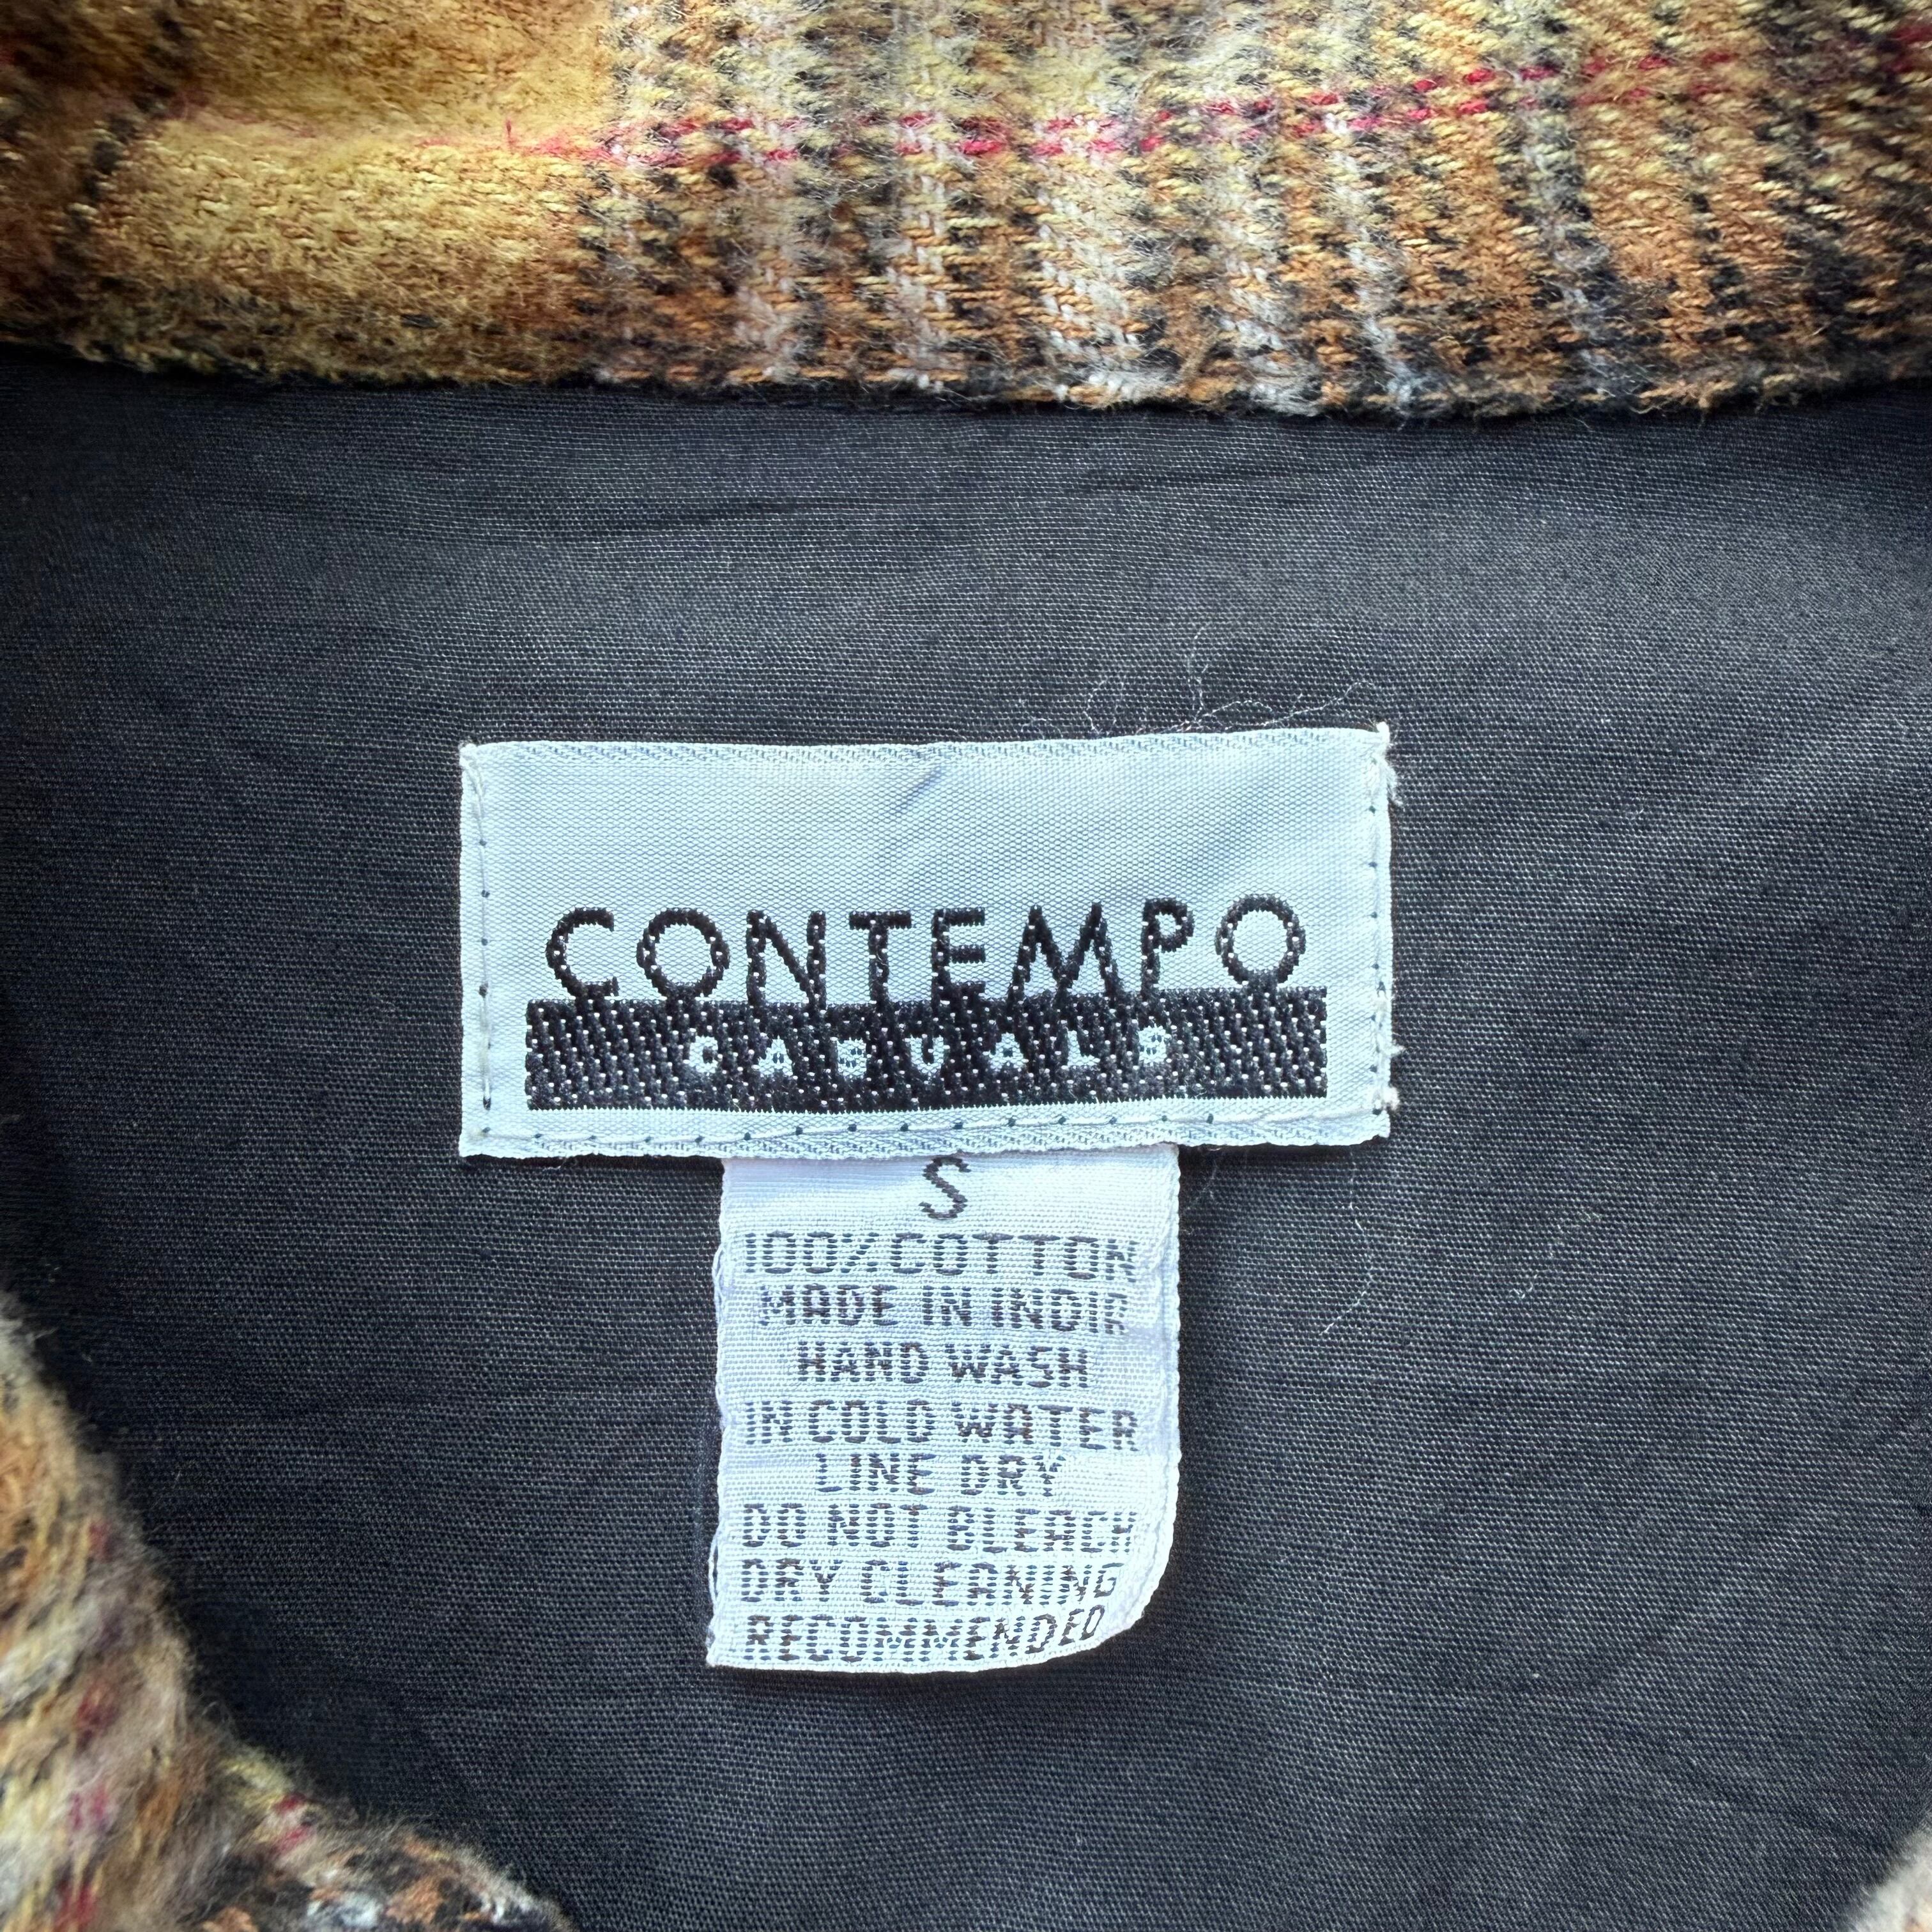 CONTEMPO
CASUALS
S
100% COTTON
MADE IN INDIA
HAND WASH
IN COLD WATER
LINE DRY
DO NOT BLEACH
DRY CLEANING
RECOMMENDED